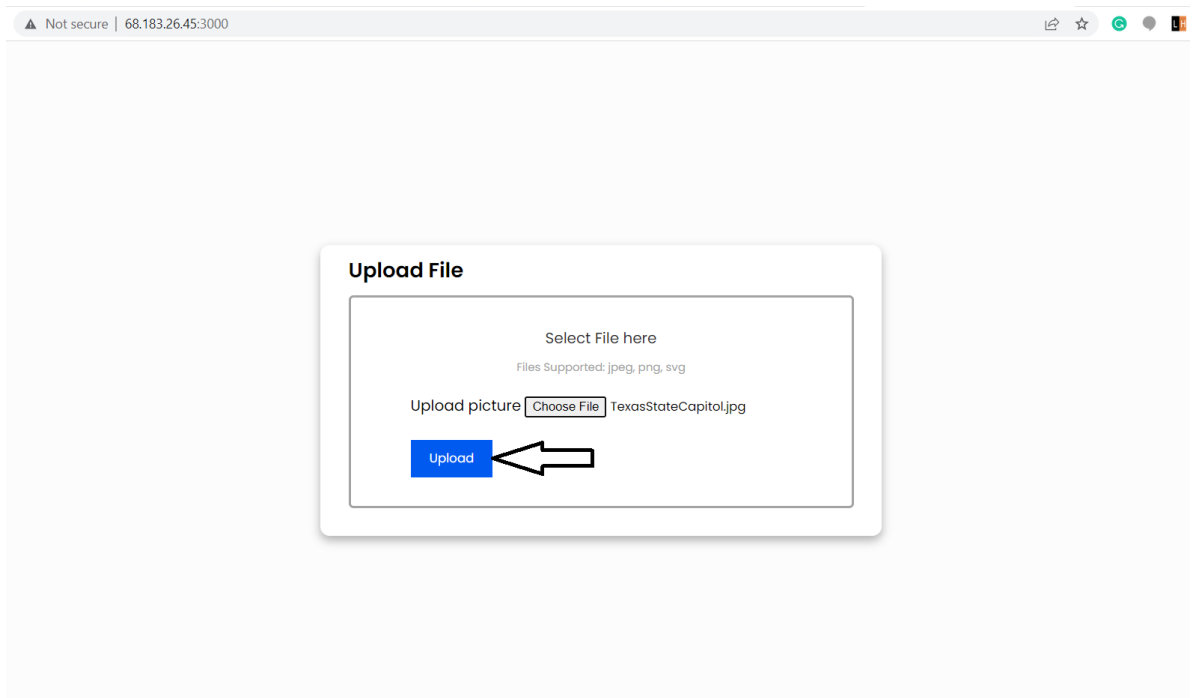 Not secure | 68.183.26.45:3000
Upload File
Select File here
Files Supported: jpeg, png, svg
Upload picture Choose File TexasStateCapitol.jpg
Upload